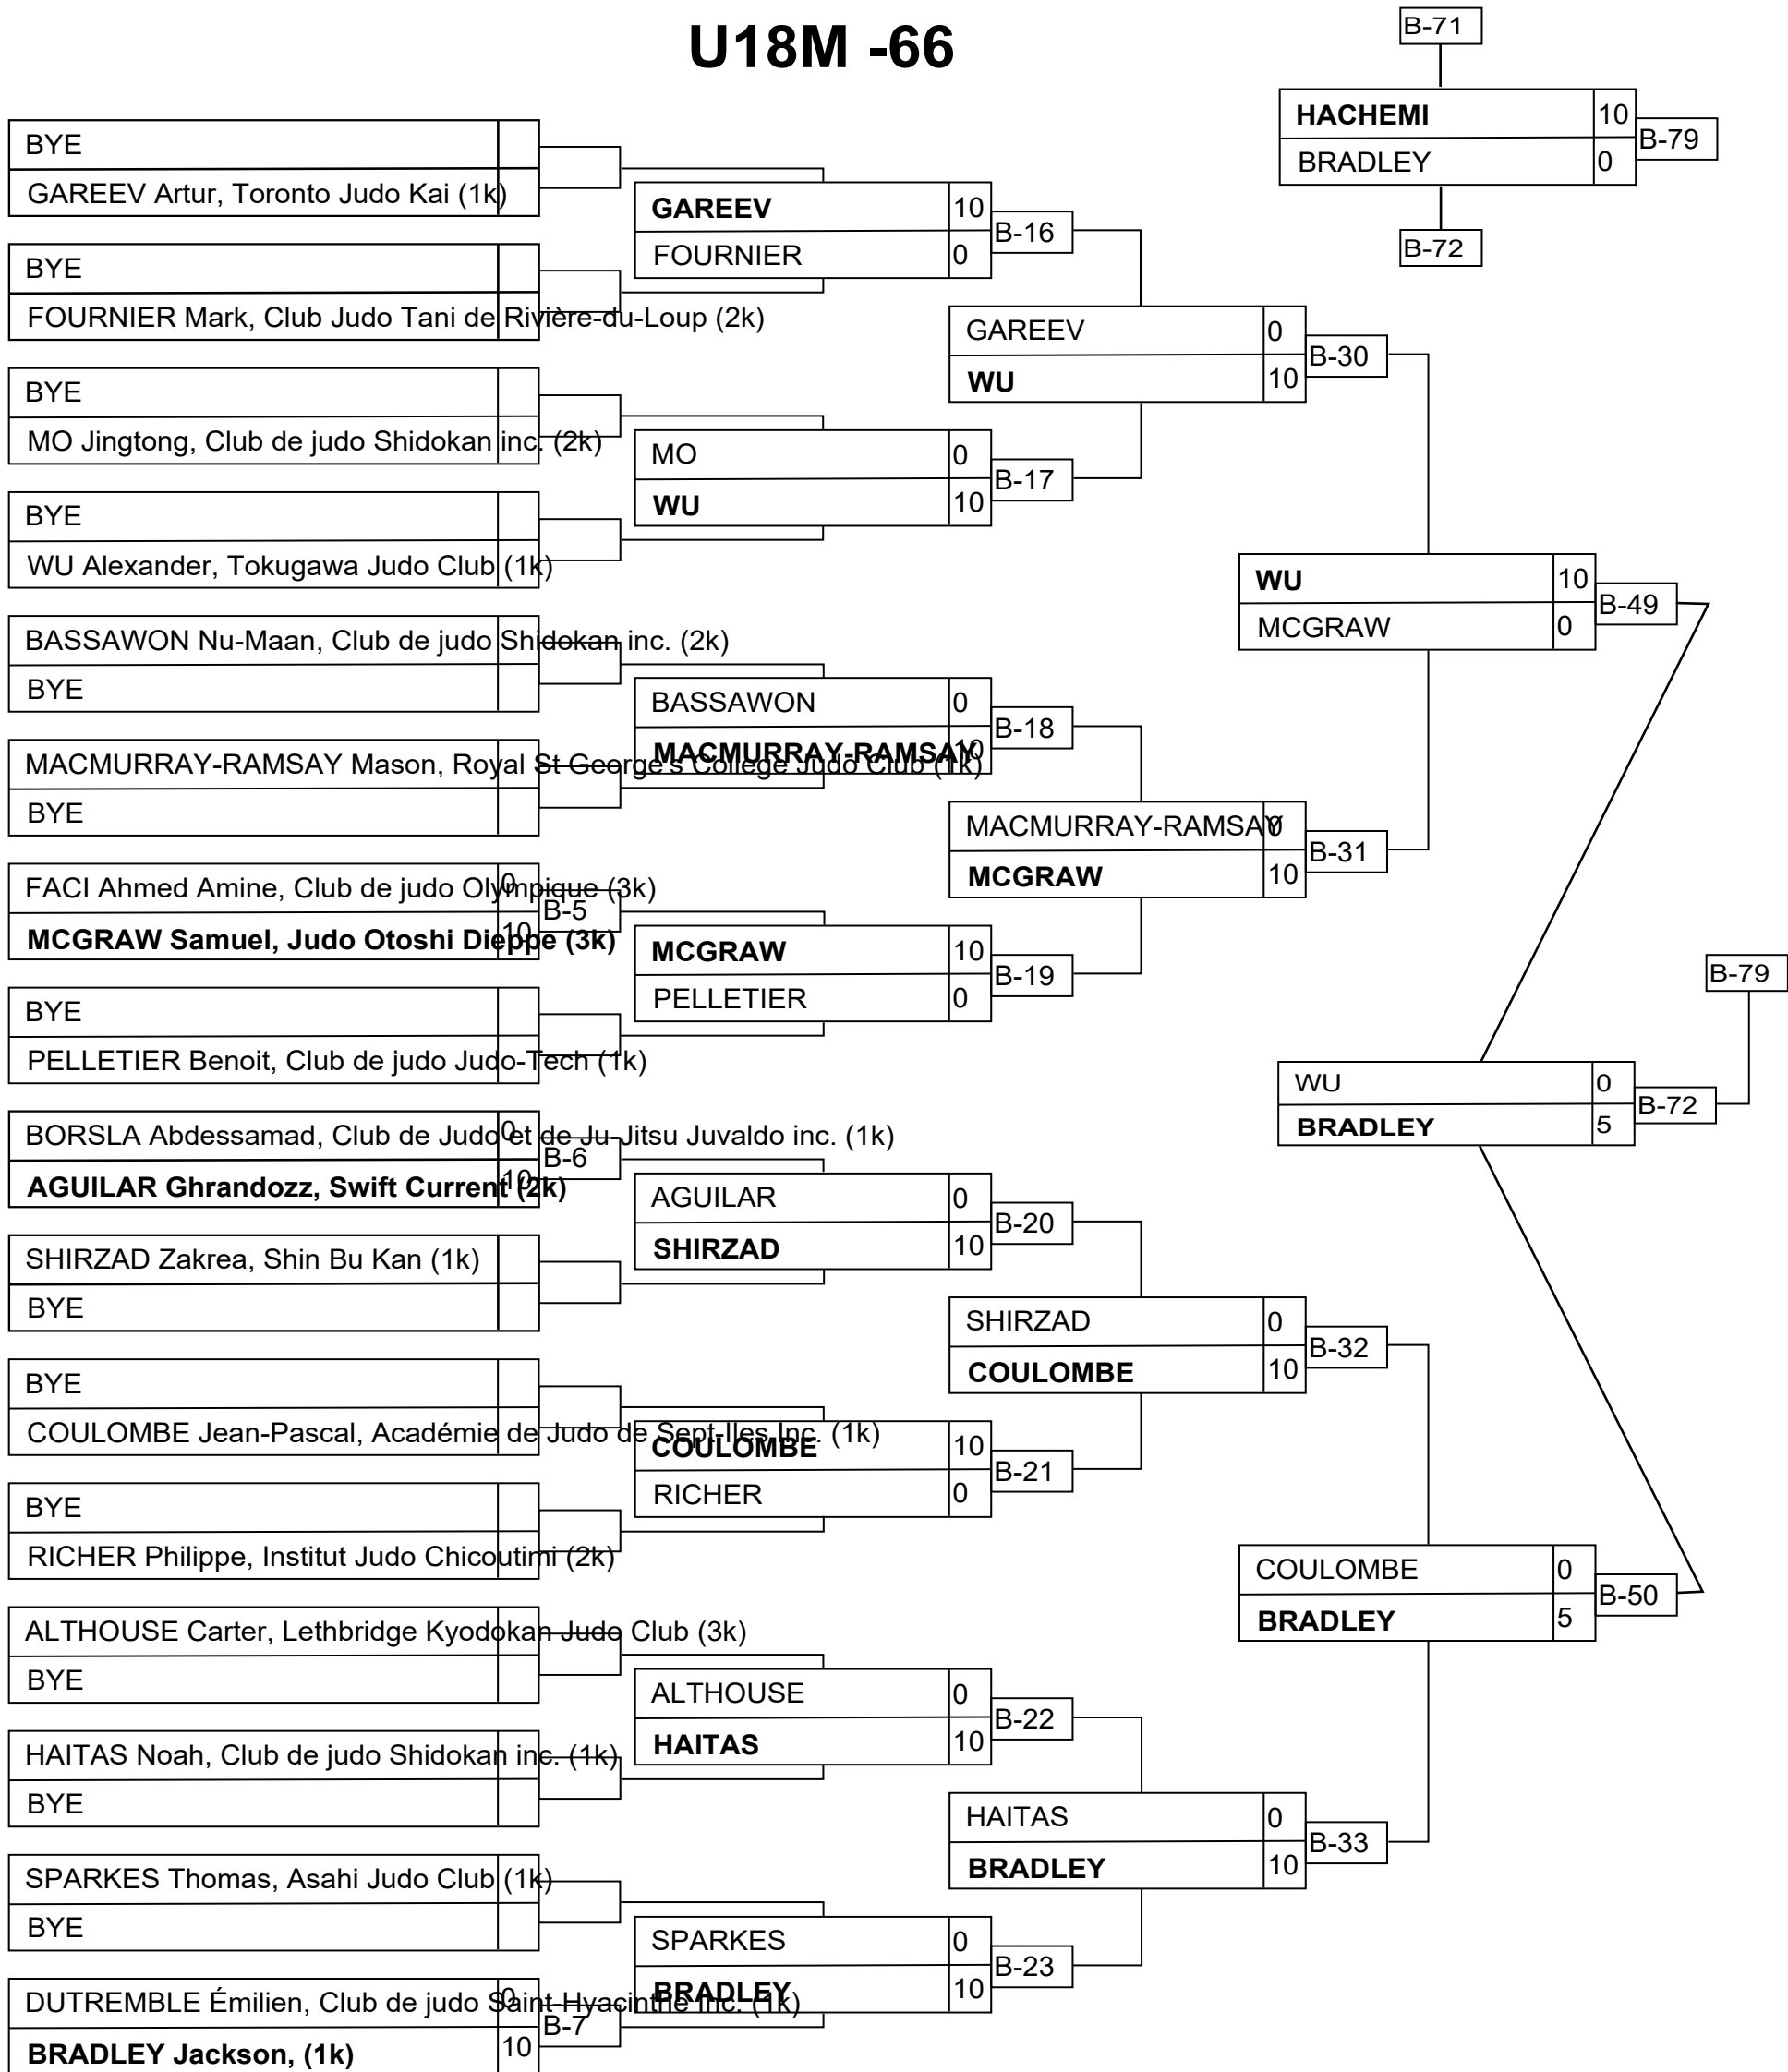 U18M -66
B-71
HACHEMI 10
B-79
BRADLEY 0
B-72
BYE
GAREEV Artur, Toronto Judo Kai (1k)
BYE
FOURNIER Mark, Club Judo Tani de Rivière-du-Loup (2k)
BYE
MO Jingtong, Club de judo Shidokan inc. (2k)
BYE
WU Alexander, Tokugawa Judo Club (1k)
BASSAWON Nu-Maan, Club de judo Shidokan inc. (2k)
BYE
MACMURRAY-RAMSAY Mason, Royal St George's College Judo Club (1k)
BYE
FACI Ahmed Amine, Club de judo Olympique (3k) 0
B-5
MCGRAW Samuel, Judo Otoshi Dieppe (3k) 10
BYE
PELLETIER Benoit, Club de judo Judo-Tech (1k)
BORSLA Abdessamad, Club de Judo et de Ju-Jitsu Juvaldo inc. (1k) 0
B-6
AGUILAR Ghrandozz, Swift Current (2k) 10
SHIRZAD Zakrea, Shin Bu Kan (1k)
BYE
BYE
COULOMBE Jean-Pascal, Académie de Judo de Sept-Iles Inc. (1k)
BYE
RICHER Philippe, Institut Judo Chicoutimi (2k)
ALTHOUSE Carter, Lethbridge Kyodokan Judo Club (3k)
BYE
HAITAS Noah, Club de judo Shidokan inc. (1k)
BYE
SPARKES Thomas, Asahi Judo Club (1k)
BYE
DUTREMBLE Émilien, Club de judo Saint-Hyacinthe inc. (1k) 0
B-7
BRADLEY Jackson, (1k) 10
GAREEV 10
B-16
FOURNIER 0
MO 0
B-17
WU 10
BASSAWON 0
B-18
MACMURRAY-RAMSAY 10
MCGRAW 10
B-19
PELLETIER 0
AGUILAR 0
B-20
SHIRZAD 10
COULOMBE 10
B-21
RICHER 0
ALTHOUSE 0
B-22
HAITAS 10
SPARKES 0
B-23
BRADLEY 10
GAREEV 0
B-30
WU 10
MACMURRAY-RAMSAY 0
B-31
MCGRAW 10
SHIRZAD 0
B-32
COULOMBE 10
HAITAS 0
B-33
BRADLEY 10
WU 10
B-49
MCGRAW 0
COULOMBE 0
B-50
BRADLEY 5
B-79
WU 0
B-72
BRADLEY 5